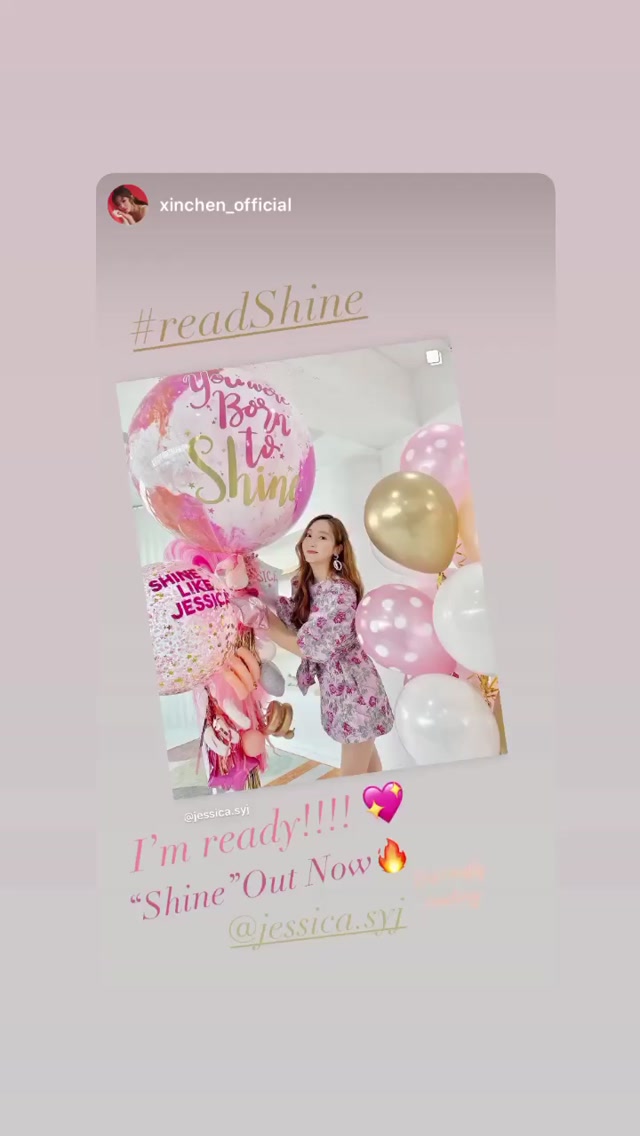 xinchen_official
#readShine
You were
Born
to
Shine
SHINE
LIKE
JESSICA
@jessica.syj
I'm ready!!!! 💖
“Shine”Out Now🔥
@jessica.syj